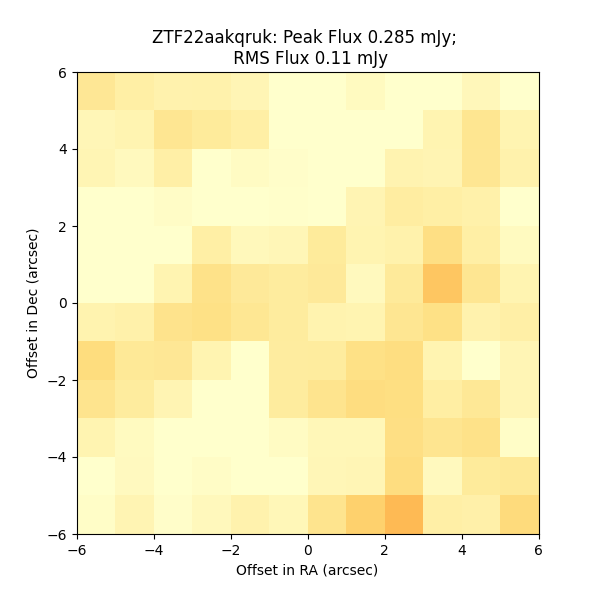 ZTF22aakqruk: Peak Flux 0.285 mJy;
RMS Flux 0.11 mJy
6
4
2
0
−2
−4
−6
Offset in Dec (arcsec)
−6 −4 −2 0 2 4 6
Offset in RA (arcsec)